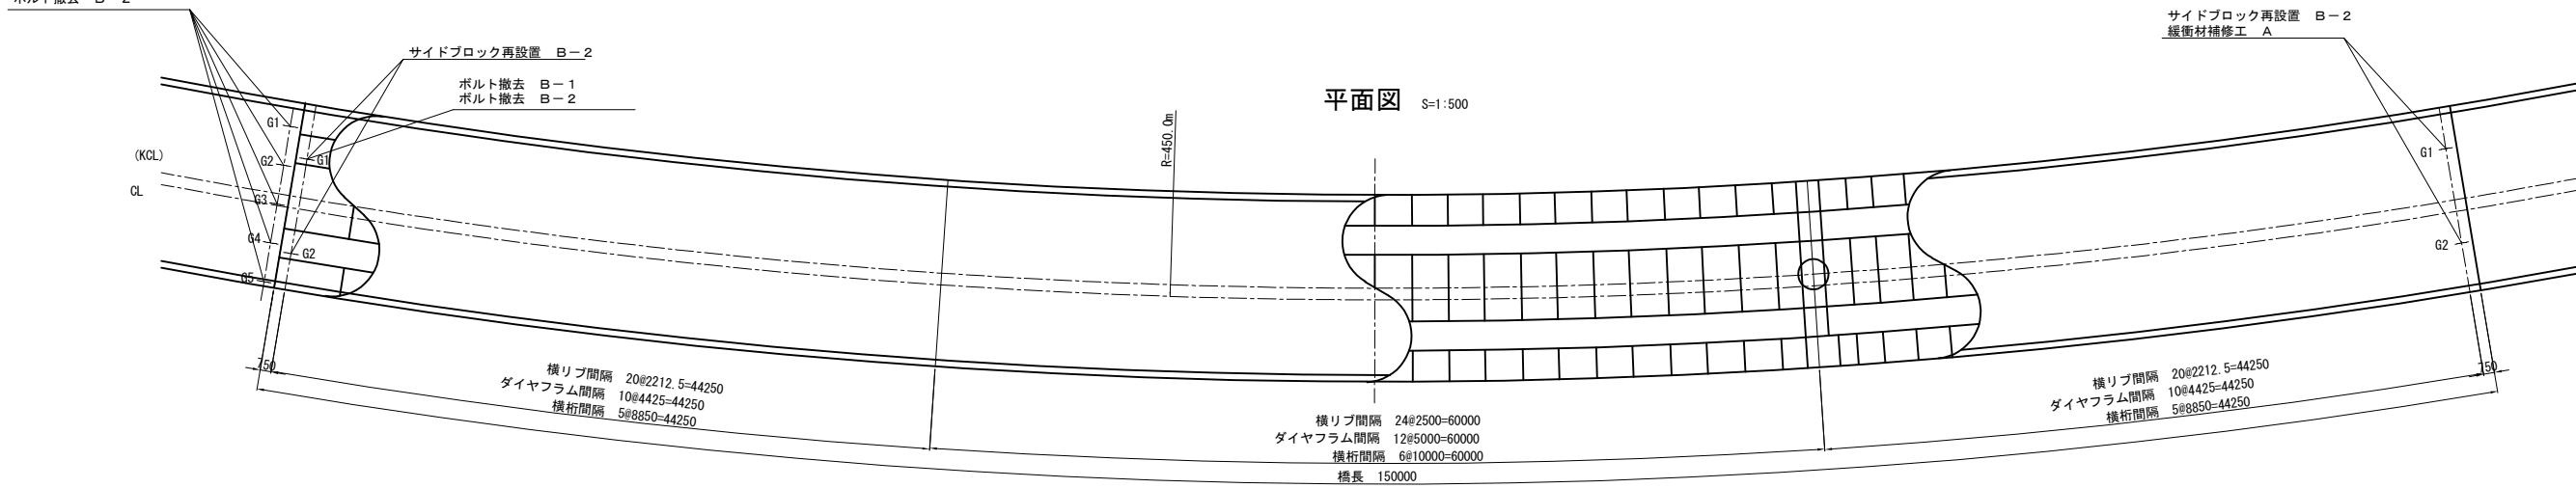 ボルト撤去　Ｂ－２
サイドブロック再設置　Ｂ－２
ボルト撤去　Ｂ－１
ボルト撤去　Ｂ－２
サイドブロック再設置　Ｂ－２
緩衝材補修工　Ａ
平面図　S=1:500
R=450.0m
(KCL)
CL
G1
G2
G3
G4
G5
G1
G2
G1
G2
750
横リブ間隔　20@2212.5=44250
ダイヤフラム間隔　10@4425=44250
横桁間隔　5@8850=44250
横リブ間隔　24@2500=60000
ダイヤフラム間隔　12@5000=60000
横桁間隔　6@10000=60000
橋長　150000
横リブ間隔　20@2212.5=44250
ダイヤフラム間隔　10@4425=44250
横桁間隔　5@8850=44250
750